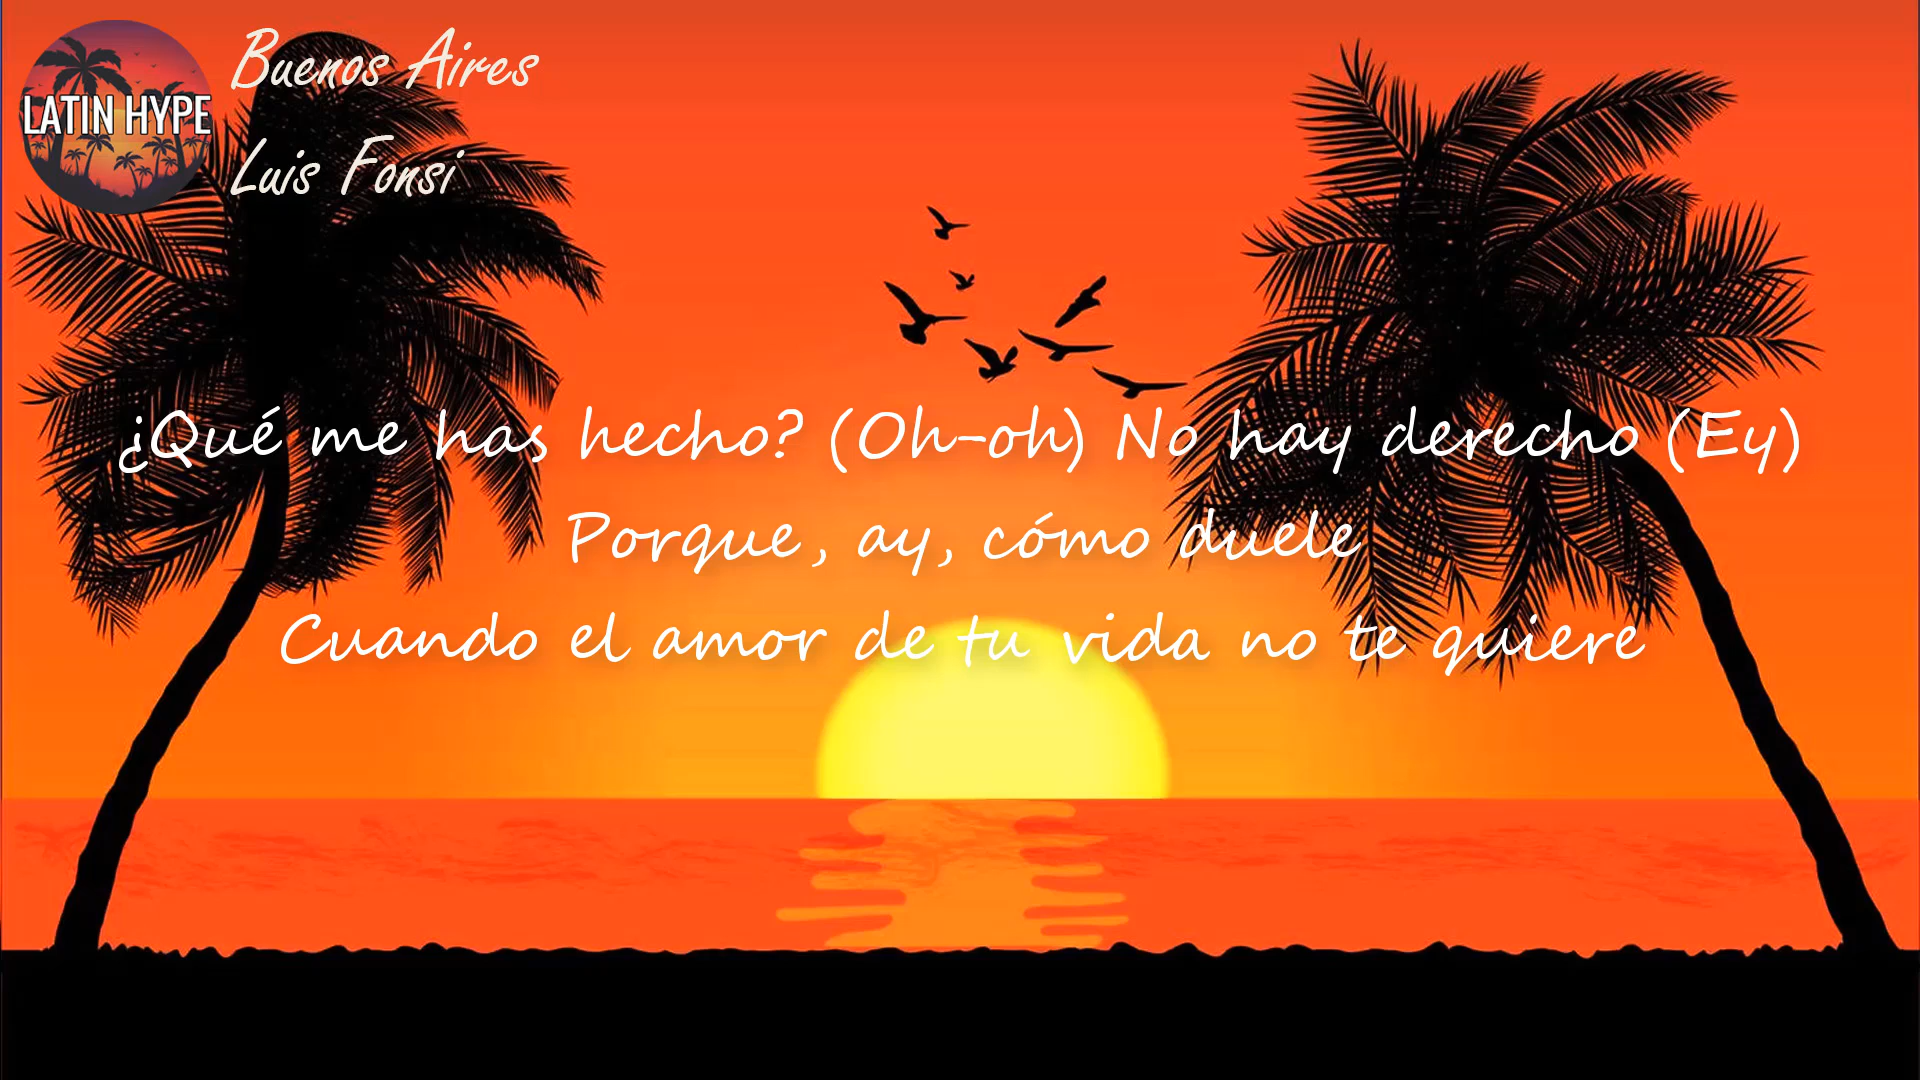 LATIN HYPE
Buenos Aires
Luis Fonsi
¿Qué me has hecho? (Oh-oh) No hay derecho (Ey)
Porque, ay, cómo duele
Cuando el amor de tu vida no te quiere